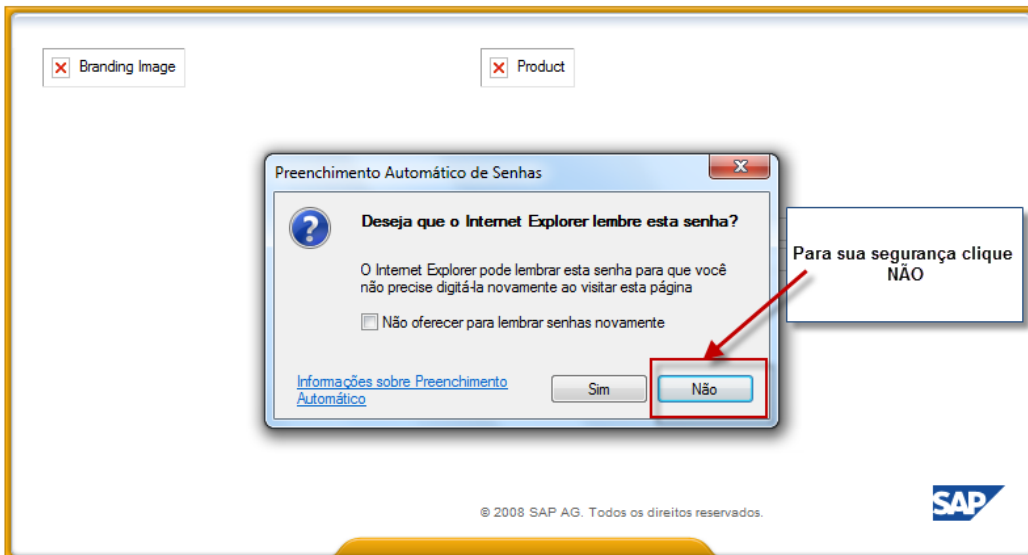 Branding Image
Product
Preenchimento Automático de Senhas
Deseja que o Internet Explorer lembre esta senha?
O Internet Explorer pode lembrar esta senha para que você
não precise digitá-la novamente ao visitar esta página
Não oferecer para lembrar senhas novamente
Informações sobre Preenchimento
Automático
Sim
Não
Para sua segurança clique
NÃO
© 2008 SAP AG. Todos os direitos reservados.
SAP